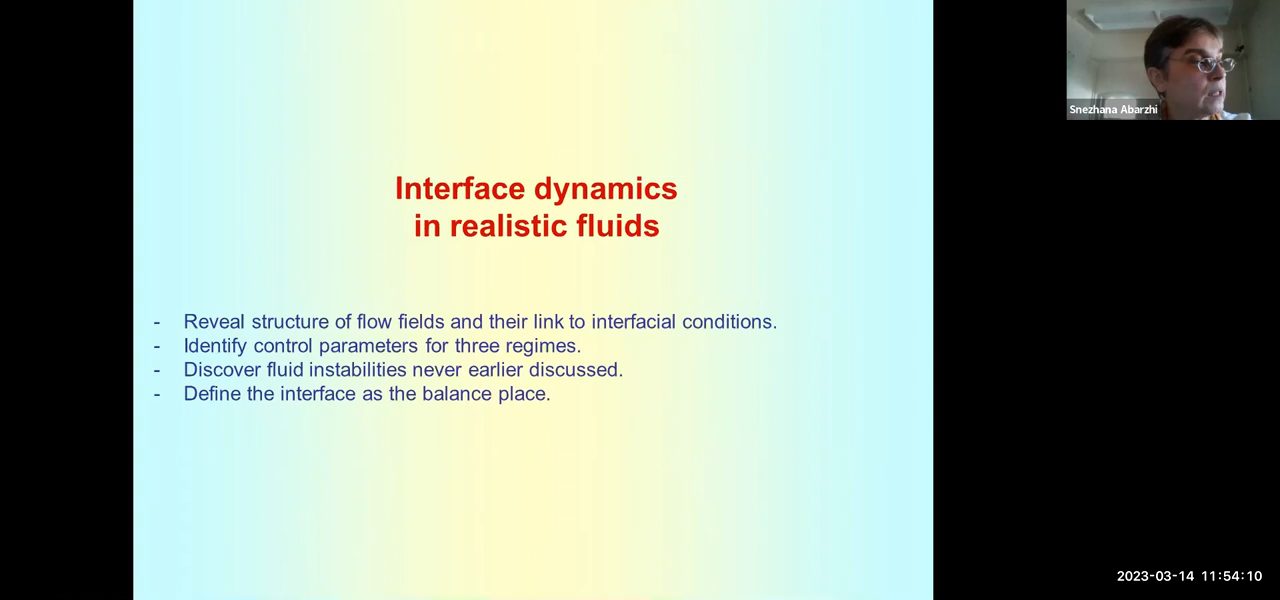 Interface dynamics
in realistic fluids
- Reveal structure of flow fields and their link to interfacial conditions.
- Identify control parameters for three regimes.
- Discover fluid instabilities never earlier discussed.
- Define the interface as the balance place.
Snezhana Abarzhi
2023-03-14 11:54:10